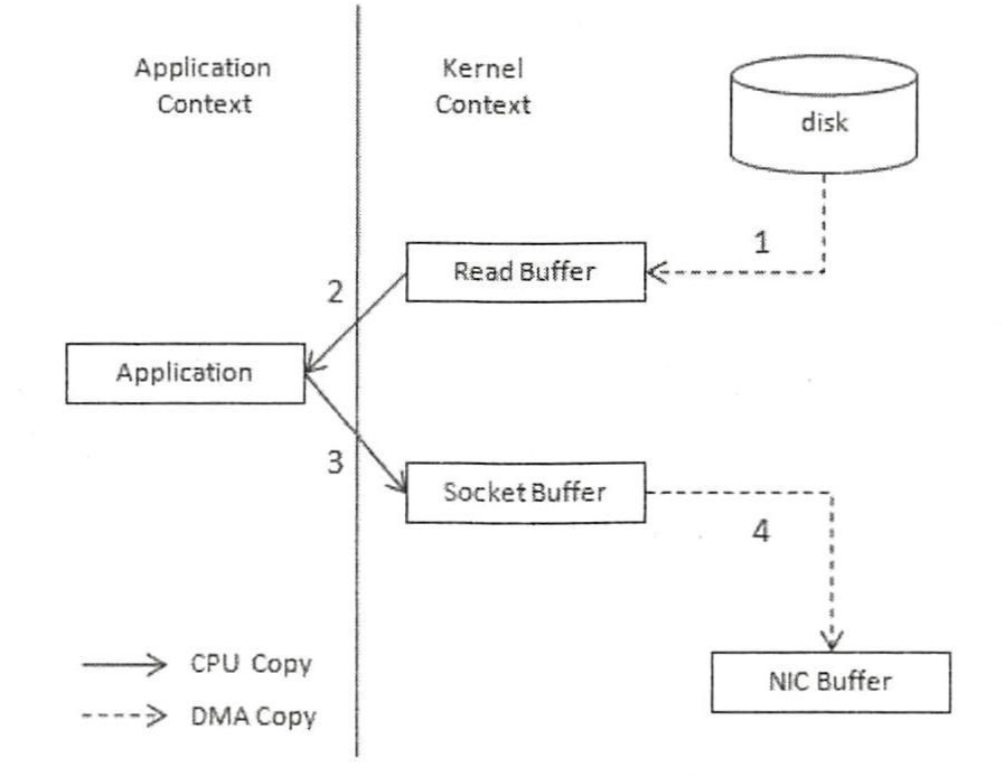 Application
Context
Kernel
Context
disk
1
Read Buffer
2
Application
3
Socket Buffer
4
CPU Copy
NIC Buffer
DMA Copy